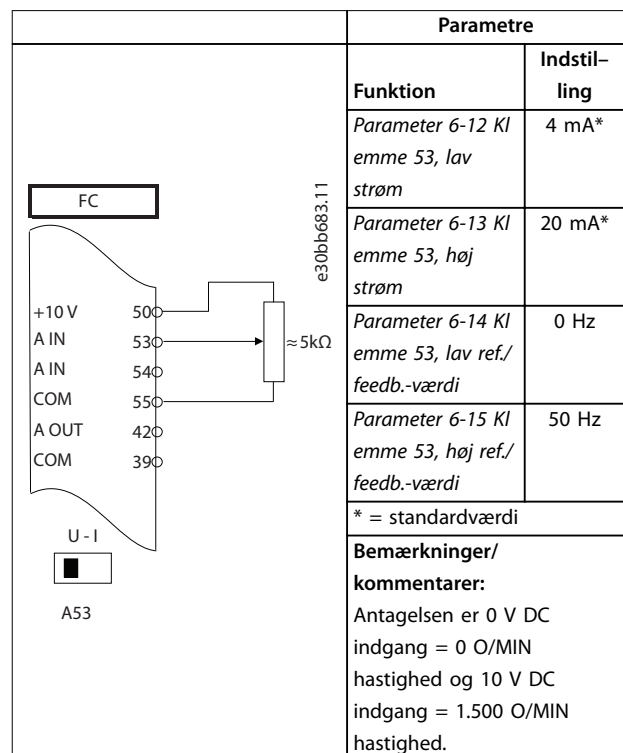 Parametre
Funktion
Indstil–
ling
Parameter 6-12 Kl
emme 53, lav
strøm
4 mA*
Parameter 6-13 Kl
emme 53, høj
strøm
20 mA*
Parameter 6-14 Kl
emme 53, lav ref./
feedb.-værdi
0 Hz
Parameter 6-15 Kl
emme 53, høj ref./
feedb.-værdi
50 Hz
* = standardværdi
Bemærkninger/
kommentarer:
Antagelsen er 0 V DC
indgang = 0 O/MIN
hastighed og 10 V DC
indgang = 1.500 O/MIN
hastighed.
FC
+10 V 50
A IN 53
A IN 54
COM 55
A OUT 42
COM 39
≈5kΩ
U - I
A53
e30bb683.11